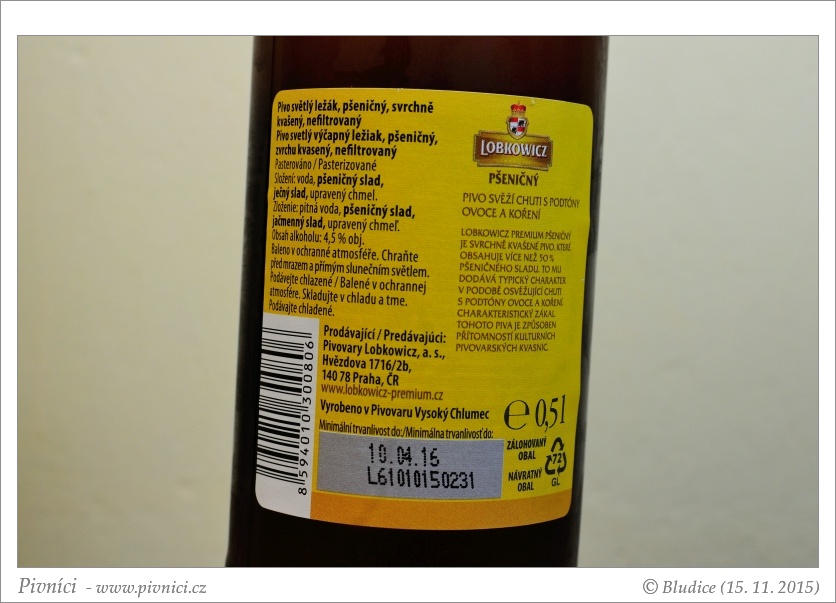 Pivo světlý ležák, pšeničný, svrchně
kvašený, nefiltrovaný
Pivo svetlý výčapný ležiak, pšeničný,
zvrchu kvasený, nefiltrovaný
Pasterováno / Pasterizované
Složení: voda, pšeničný slad,
ječný slad, upravený chmel.
Zloženie: pitná voda, pšeničný slad,
jačmenný slad, upravený chmeľ.
Obsah alkoholu: 4,5 % obj.
Baleno v ochranné atmosféře. Chraňte
před mrazem a přímým slunečním světlem.
Podávejte chlazené / Balené v ochrannej
atmosfére. Skladujte v chladu a tme.
Podávajte chladené.
LOBKOWICZ
PŠENIČNÝ
PIVO SVĚŽÍ CHUTI S PODTÓNY
OVOCE A KOŘENÍ
LOBKOWICZ PREMIUM PŠENIČNÝ
JE SVRCHNĚ KVAŠENÉ PIVO, KTERÉ
OBSAHUJE VÍCE NEŽ 50 %
PŠENIČNÉHO SLADU. TO MU
DODÁVÁ TYPICKÝ CHARAKTER
V PODOBĚ OSVĚŽUJÍCÍ CHUTI
S PODTÓNY OVOCE A KOŘENÍ.
CHARAKTERISTICKÝ ZÁKAL
TOHOTO PIVA JE ZPŮSOBEN
PŘÍTOMNOSTÍ KULTURNÍCH
PIVOVARSKÝCH KVASNIC.
Prodávající / Predávajúci:
Pivovary Lobkowicz, a. s.,
Hvězdova 1716/2b,
140 78 Praha, ČR
www.lobkowicz-premium.cz
Vyrobeno v Pivovaru Vysoký Chlumec
Minimální trvanlivost do:/Minimálna trvanlivosť do:
10.04.16
L61010150231
8 594010 300806
e 0,5 l
ZÁLOHOVANÝ
OBAL
NÁVRATNÝ
OBAL
72
GL
Pivníci - www.pivnici.cz
© Bludice (15. 11. 2015)